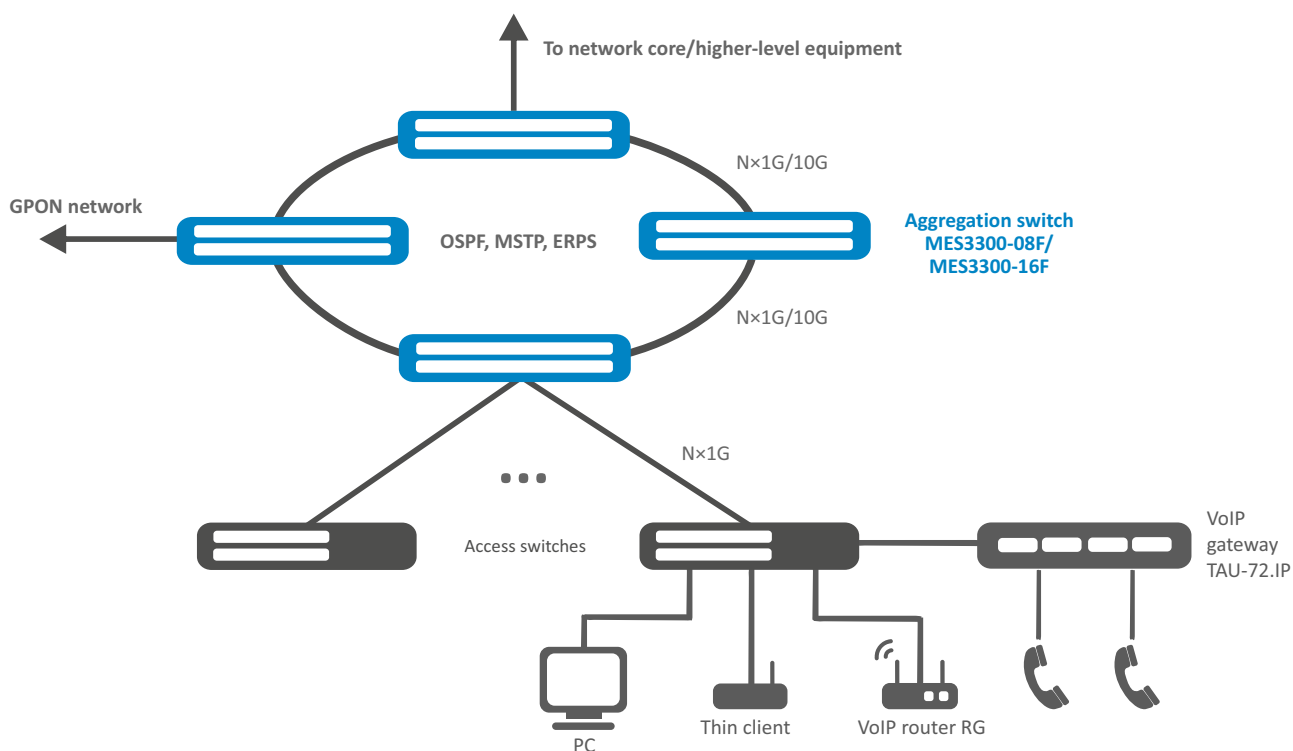 To network core/higher-level equipment
N×1G/10G
GPON network
OSPF, MSTP, ERPS
Aggregation switch
MES3300-08F/
MES3300-16F
N×1G/10G
N×1G
Access switches
VoIP
gateway
TAU-72.IP
Thin client
VoIP router RG
PC